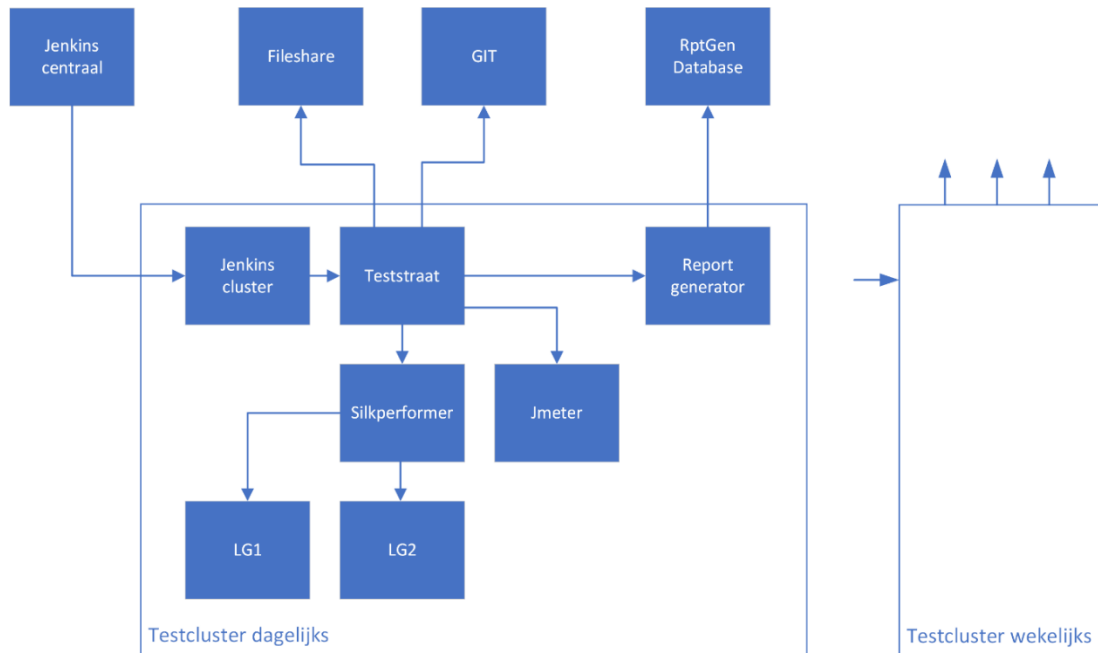 Jenkins
centraal
Fileshare
GIT
RptGen
Database
Jenkins
cluster
Teststraat
Report
generator
Silkperformer
Jmeter
LG1
LG2
Testcluster dagelijks
Testcluster wekelijks